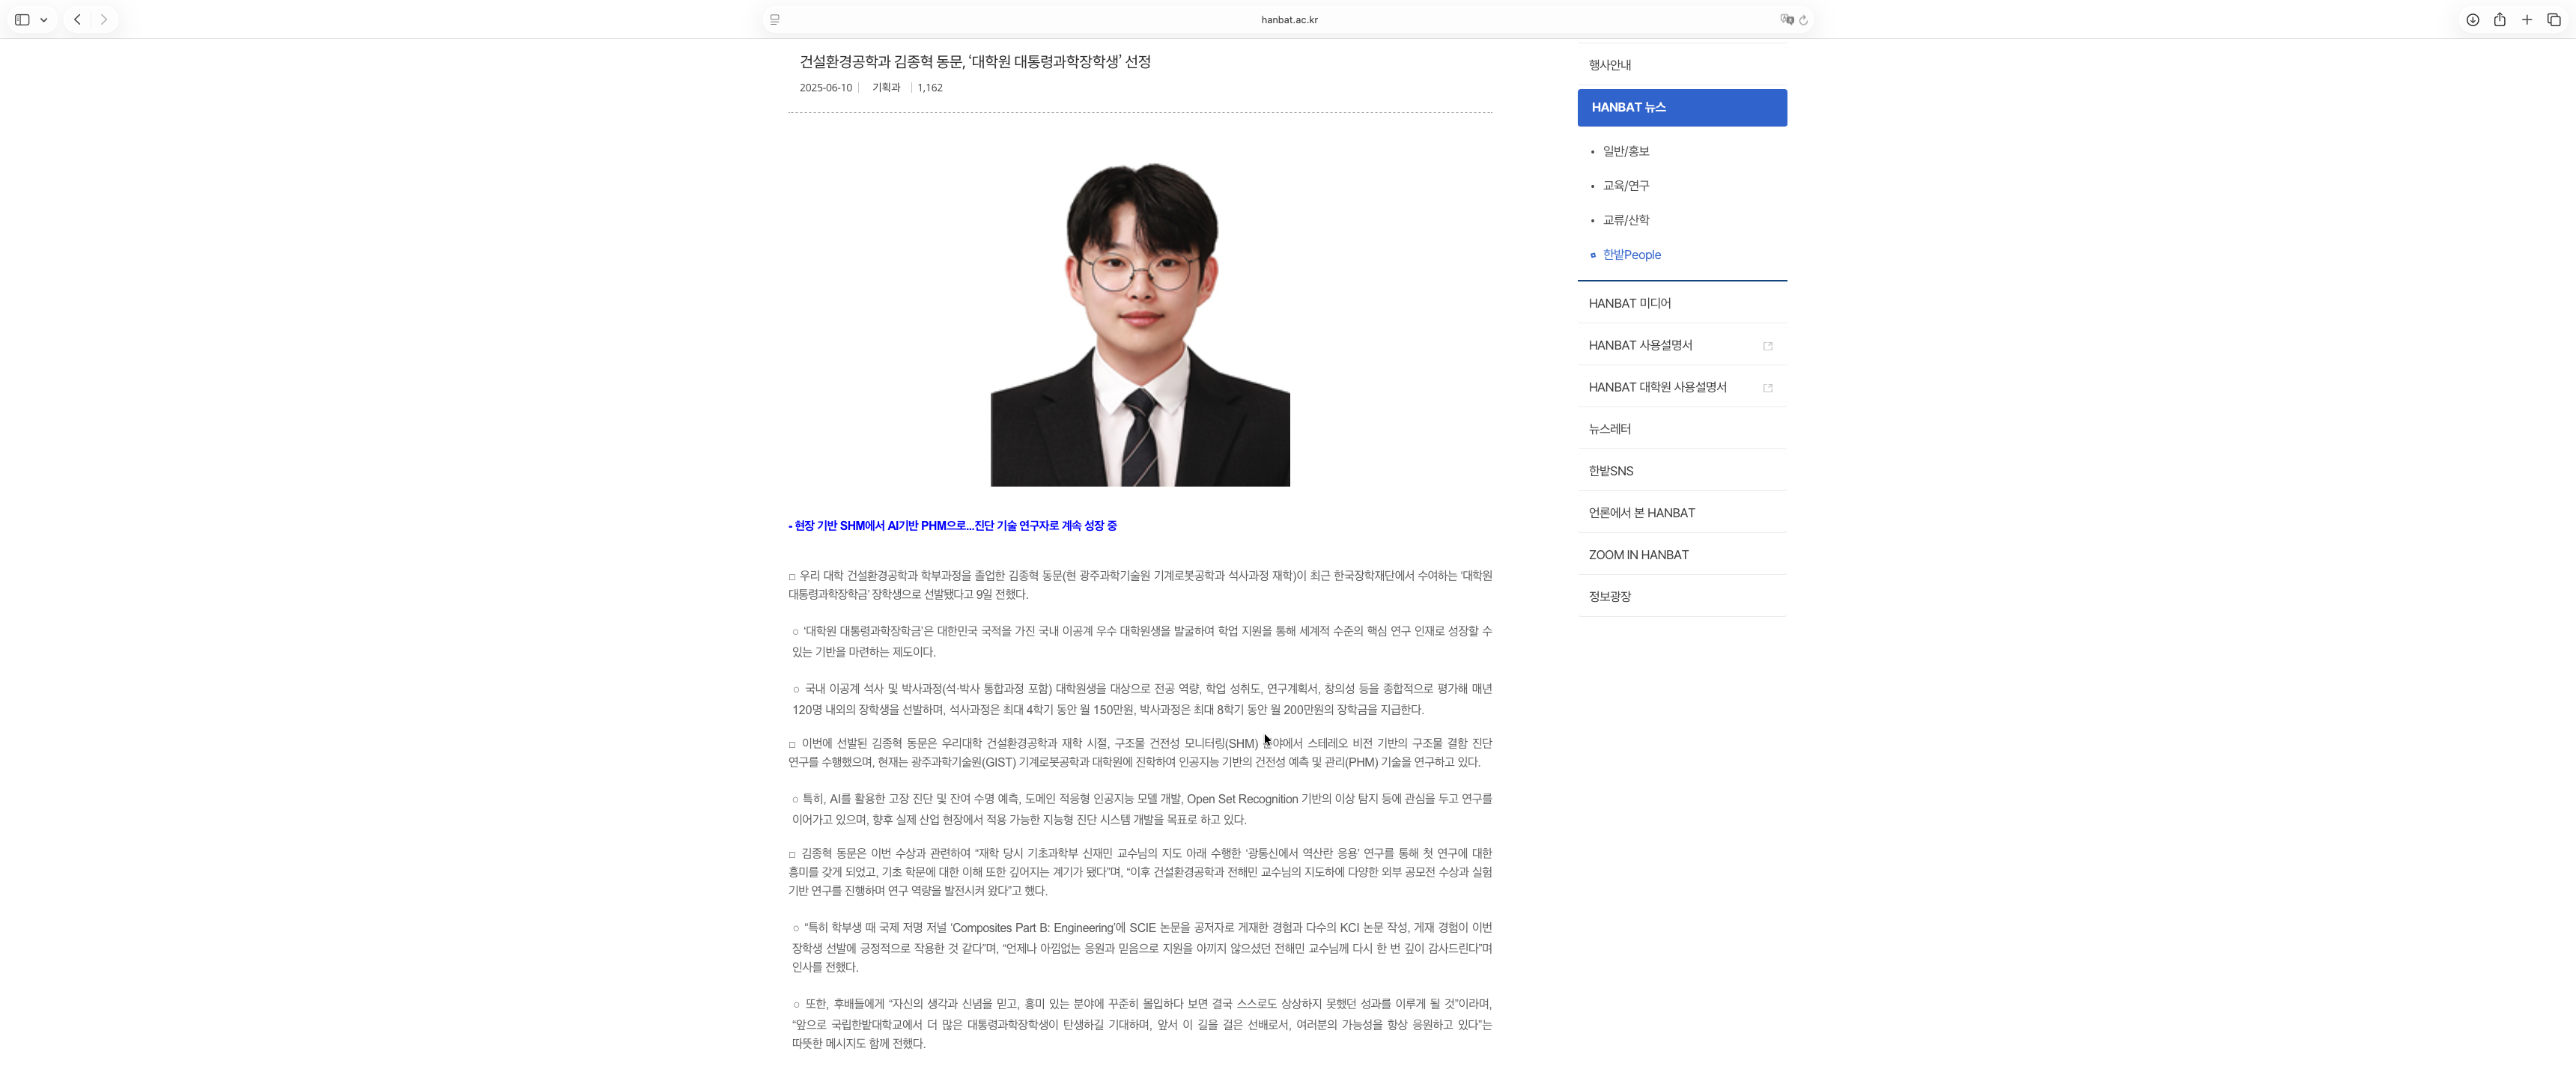 hanbat.ac.kr
건설환경공학과 김종혁 동문, ‘대학원 대통령과학장학생’ 선정
2025-06-10 기획과 1,162
- 현장 기반 SHM에서 AI기반 PHM으로...진단 기술 연구자로 계속 성장 중
□ 우리 대학 건설환경공학과 학부과정을 졸업한 김종혁 동문(현 광주과학기술원 기계로봇공학과 석사과정 재학)이 최근 한국장학재단에서 수여하는 ‘대학원
대통령과학장학금’ 장학생으로 선발됐다고 9일 전했다.
○ ‘대학원 대통령과학장학금’은 대한민국 국적을 가진 국내 이공계 우수 대학원생을 발굴하여 학업 지원을 통해 세계적 수준의 핵심 연구 인재로 성장할 수
있는 기반을 마련하는 제도이다.
○ 국내 이공계 석사 및 박사과정(석·박사 통합과정 포함) 대학원생을 대상으로 전공 역량, 학업 성취도, 연구계획서, 창의성 등을 종합적으로 평가해 매년
120명 내외의 장학생을 선발하며, 석사과정은 최대 4학기 동안 월 150만원, 박사과정은 최대 8학기 동안 월 200만원의 장학금을 지급한다.
□ 이번에 선발된 김종혁 동문은 우리대학 건설환경공학과 재학 시절, 구조물 건전성 모니터링(SHM) 분야에서 스테레오 비전 기반의 구조물 결함 진단
연구를 수행했으며, 현재는 광주과학기술원(GIST) 기계로봇공학과 대학원에 진학하여 인공지능 기반의 건전성 예측 및 관리(PHM) 기술을 연구하고 있다.
○ 특히, AI를 활용한 고장 진단 및 잔여 수명 예측, 도메인 적응형 인공지능 모델 개발, Open Set Recognition 기반의 이상 탐지 등에 관심을 두고 연구를
이어가고 있으며, 향후 실제 산업 현장에서 적용 가능한 지능형 진단 시스템 개발을 목표로 하고 있다.
□ 김종혁 동문은 이번 수상과 관련하여 “재학 당시 기초과학부 신재민 교수님의 지도 아래 수행한 ‘광통신에서 역산란 응용’ 연구를 통해 첫 연구에 대한
흥미를 갖게 되었고, 기초 학문에 대한 이해 또한 깊어지는 계기가 됐다”며, “이후 건설환경공학과 전해민 교수님의 지도하에 다양한 외부 공모전 수상과 실험
기반 연구를 진행하며 연구 역량을 발전시켜 왔다”고 했다.
○ “특히 학부생 때 국제 저명 저널 ‘Composites Part B: Engineering’에 SCIE 논문을 공저자로 게재한 경험과 다수의 KCI 논문 작성, 게재 경험이 이번
장학생 선발에 긍정적으로 작용한 것 같다”며, “언제나 아낌없는 응원과 믿음으로 지원을 아끼지 않으셨던 전해민 교수님께 다시 한 번 깊이 감사드린다”며
인사를 전했다.
○ 또한, 후배들에게 “자신의 생각과 신념을 믿고, 흥미 있는 분야에 꾸준히 몰입하다 보면 결국 스스로도 상상하지 못했던 성과를 이루게 될 것”이라며,
“앞으로 국립한밭대학교에서 더 많은 대통령과학장학생이 탄생하길 기대하며, 앞서 이 길을 걸은 선배로서, 여러분의 가능성을 항상 응원하고 있다”는
따뜻한 메시지도 함께 전했다.
행사안내
HANBAT 뉴스
일반/홍보
교육/연구
교류/산학
한밭People
HANBAT 미디어
HANBAT 사용설명서
HANBAT 대학원 사용설명서
뉴스레터
한밭SNS
언론에서 본 HANBAT
ZOOM IN HANBAT
정보광장